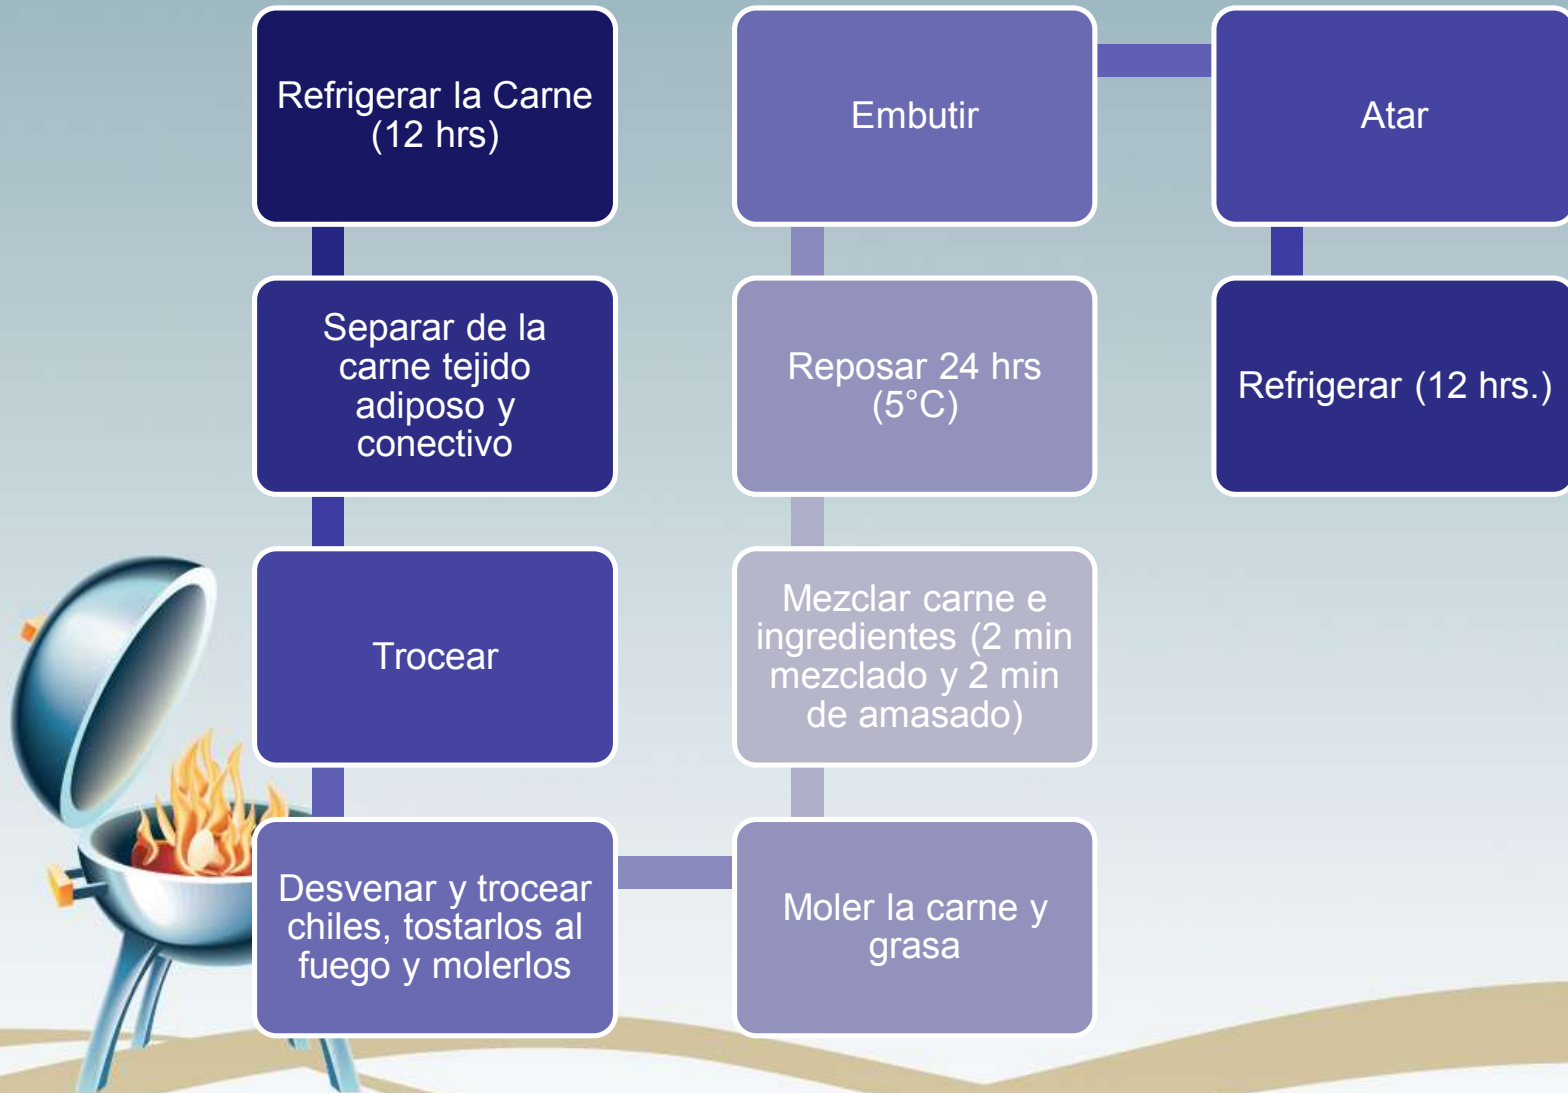 Refrigerar la Carne
(12 hrs)
Separar de la
carne tejido
adiposo y
conectivo
Trocear
Desvenar y trocear
chiles, tostarlos al
fuego y molerlos
Moler la carne y
grasa
Mezclar carne e
ingredientes (2 min
mezclado y 2 min
de amasado)
Reposar 24 hrs
(5°C)
Embutir
Atar
Refrigerar (12 hrs.)